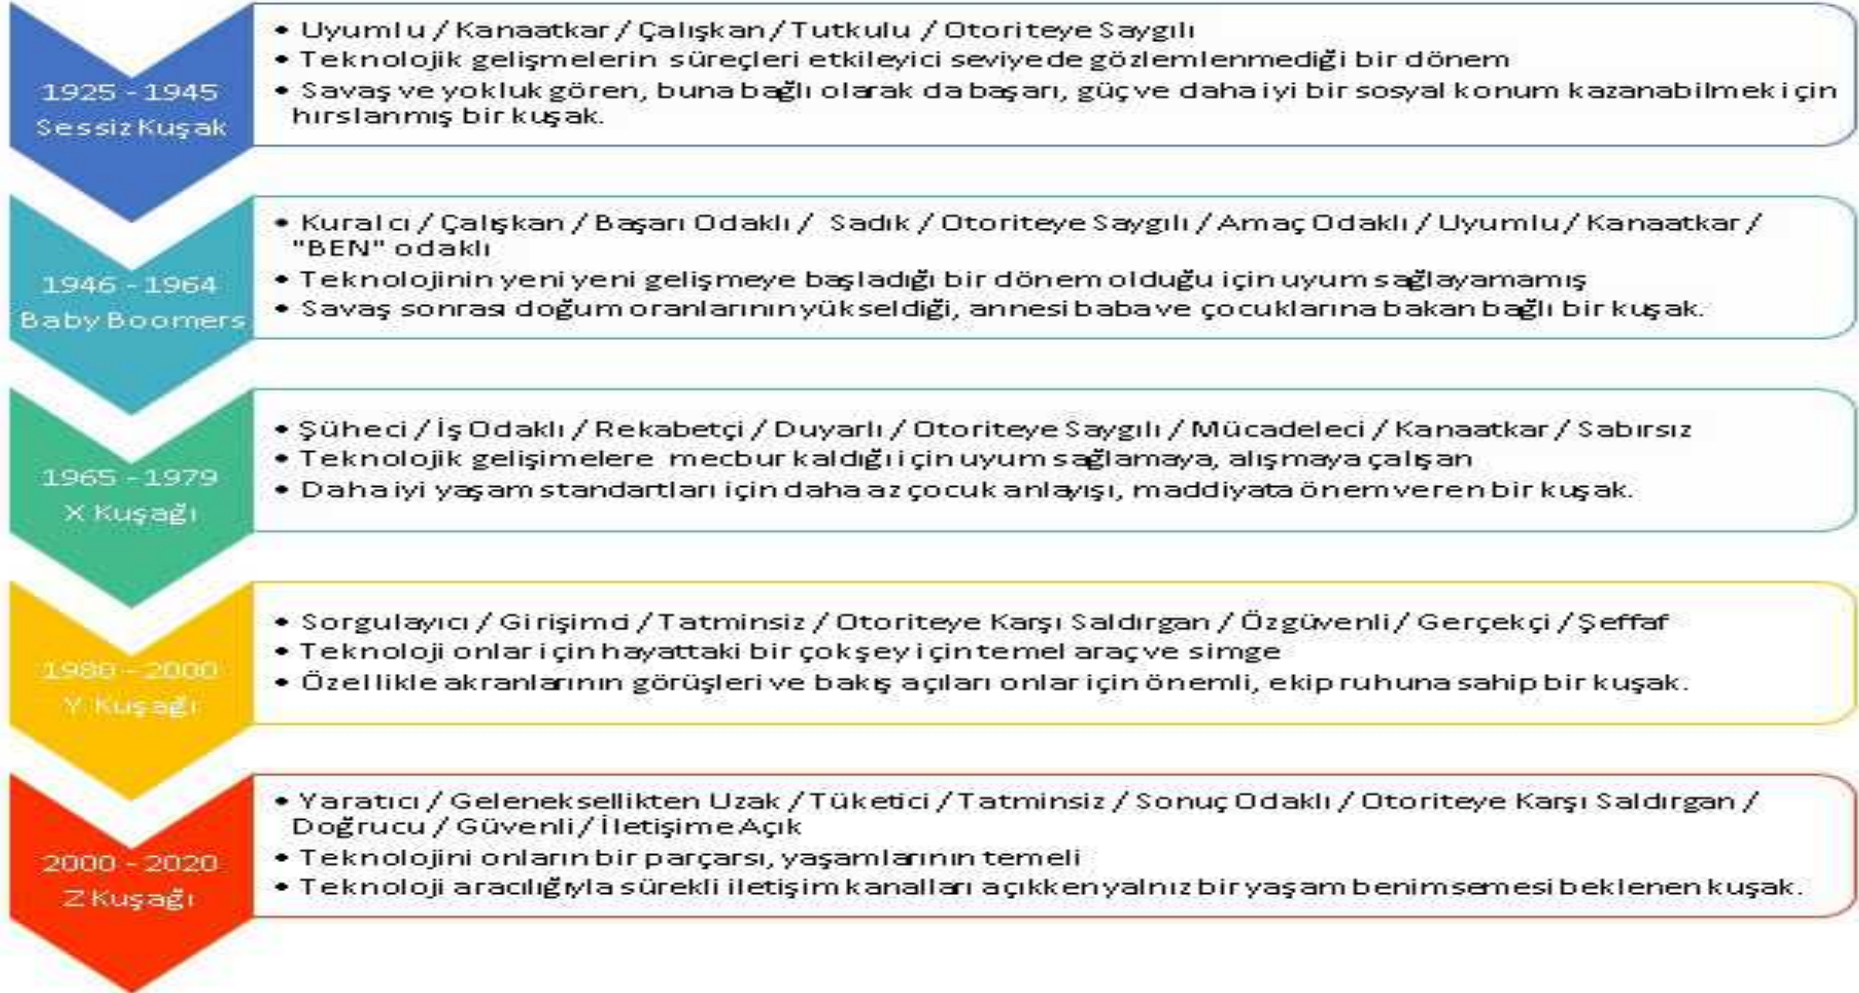 1925 - 1945
Sessiz Kuşak
• Uyumlu / Kanaatkar / Çalışkan / Tutkulu / Otoriteye Saygılı
• Teknolojik gelişmelerin süreçleri etkileyici seviyede gözlemlenmediği bir dönem
• Savaş ve yokluk gören, buna bağlı olarak da başarı, güç ve daha iyi bir sosyal konum kazanabilmek için
hırslanmış bir kuşak.
1946 - 1964
Baby Boomers
• Kuralcı / Çalışkan / Başarı Odaklı / Sadık / Otoriteye Saygılı / Amaç Odaklı / Uyumlu / Kanaatkar /
"BEN" odaklı
• Teknolojinin yeni yeni gelişmeye başladığı bir dönem olduğu için uyum sağlayamamış
• Savaş sonrası doğum oranlarının yükseldiği, annesi baba ve çocuklarına bakan bağlı bir kuşak.
1965 - 1979
X Kuşağı
• Şüheci / İş Odaklı / Rekabetçi / Duyarlı / Otoriteye Saygılı / Mücadeleci / Kanaatkar / Sabırsız
• Teknolojik gelişimelere mecbur kaldığı için uyum sağlamaya, alışmaya çalışan
• Daha iyi yaşam standartları için daha az çocuk anlayışı, maddiyata önem veren bir kuşak.
1980 - 2000
Y Kuşağı
• Sorgulayıcı / Girişimci / Tatminsiz / Otoriteye Karşı Saldırgan / Özgüvenli / Gerçekçi / Şeffaf
• Teknoloji onlar için hayattaki bir çok şey için temel araç ve simge
• Özellikle akranlarının görüşleri ve bakış açıları onlar için önemli, ekip ruhuna sahip bir kuşak.
2000 - 2020
Z Kuşağı
• Yaratıcı / Geleneksellikten Uzak / Tüketici / Tatminsiz / Sonuç Odaklı / Otoriteye Karşı Saldırgan /
Doğrucu / Güvenli / İletişime Açık
• Teknolojini onların bir parçarsı, yaşamlarının temeli
• Teknoloji aracılığıyla sürekli iletişim kanalları açıkken yalnız bir yaşam benimsemesi beklenen kuşak.